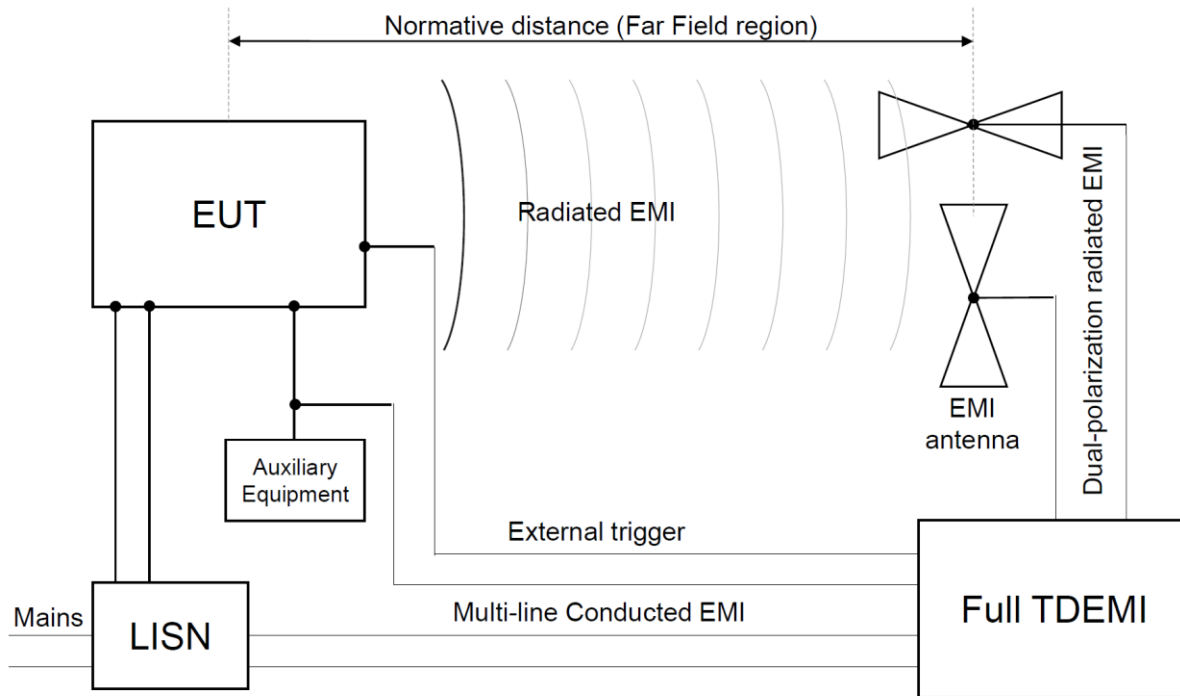 Normative distance (Far Field region)
EUT
Radiated EMI
Dual-polarization radiated EMI
EMI
antenna
Auxiliary
Equipment
External trigger
Mains
LISN
Multi-line Conducted EMI
Full TDEMI